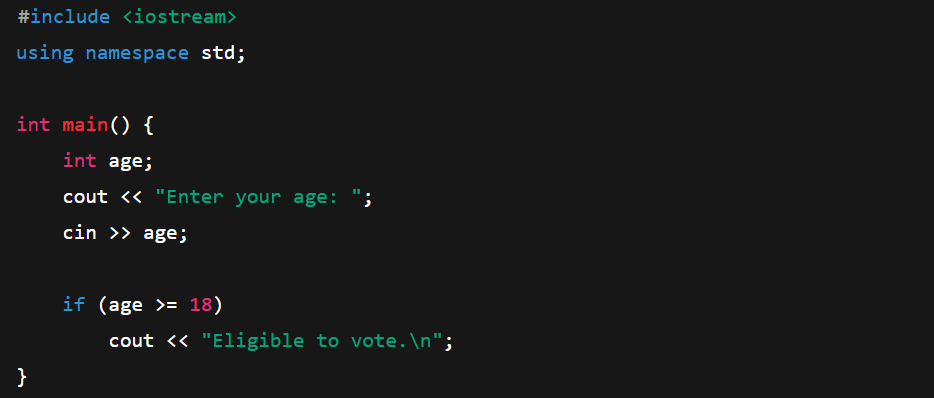 #include <iostream>
using namespace std;
int main() {
    int age;
    cout << "Enter your age: ";
    cin >> age;
    if (age >= 18)
        cout << "Eligible to vote.\n";
}